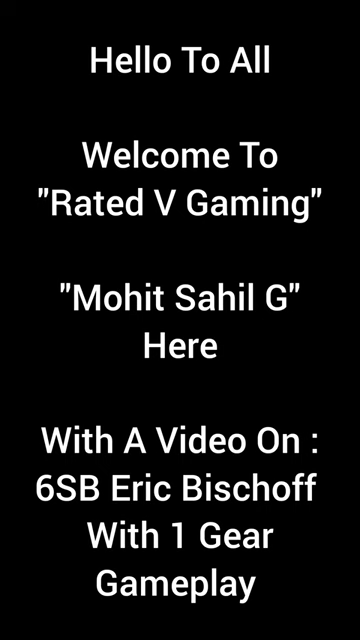 Hello To All
Welcome To
"Rated V Gaming"
"Mohit Sahil G"
Here
With A Video On :
6SB Eric Bischoff
With 1 Gear
Gameplay